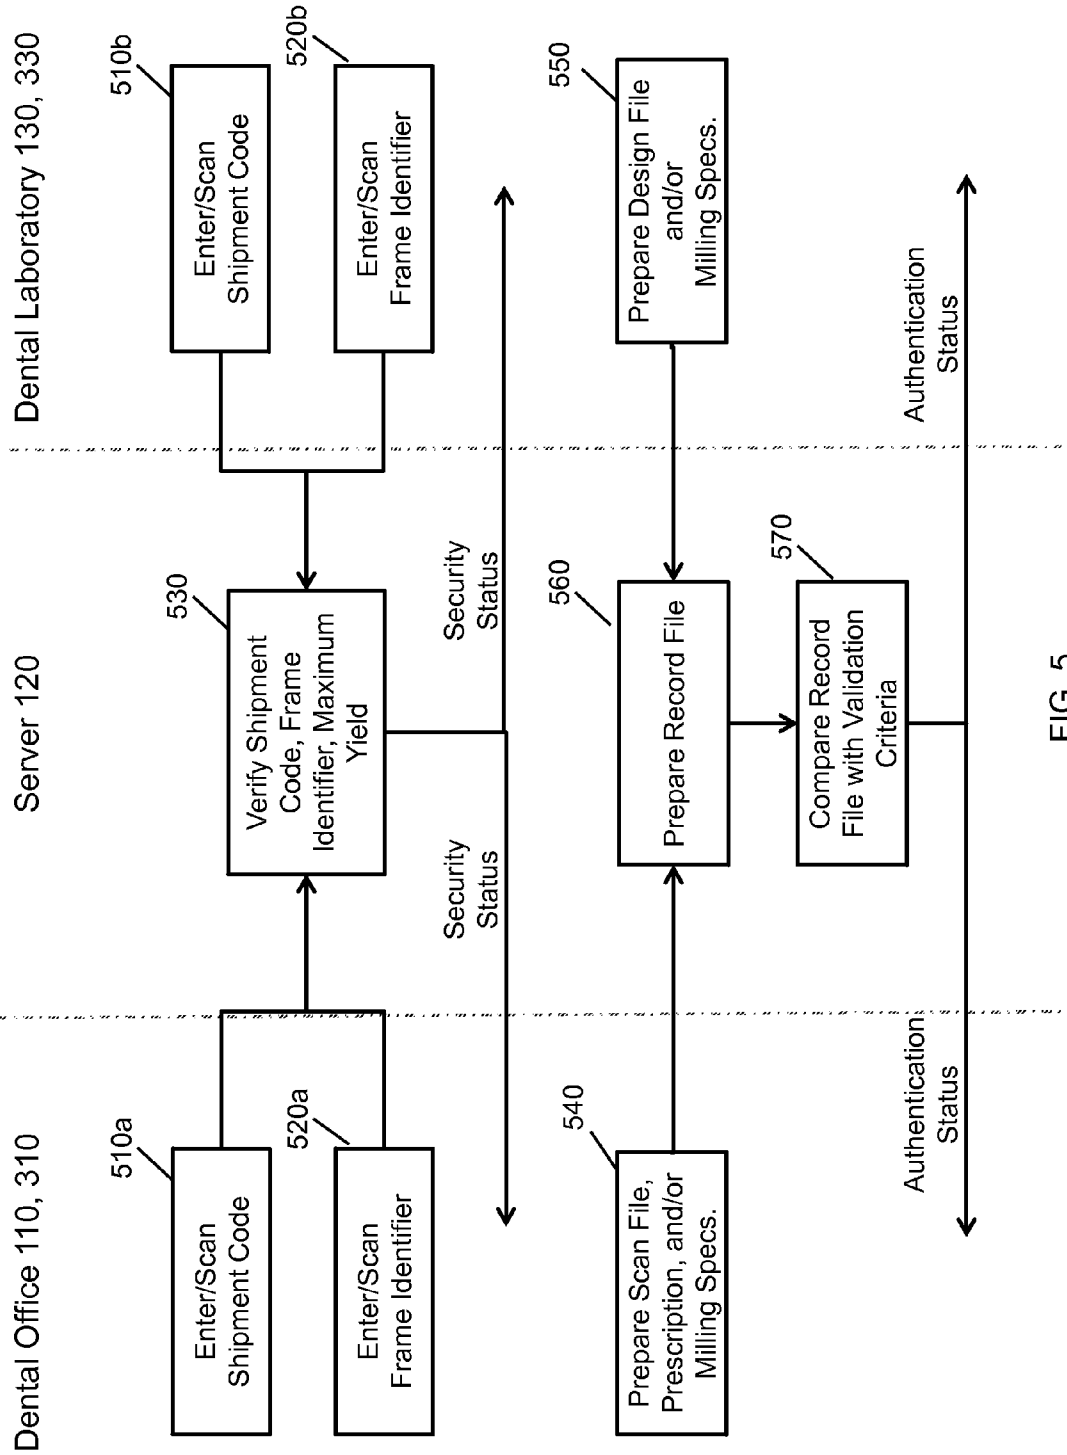 Dental Office 110, 310
Server 120
Dental Laboratory 130, 330
510a
Enter/Scan
Shipment Code
520a
Enter/Scan
Frame Identifier
530
Verify Shipment
Code, Frame
Identifier, Maximum
Yield
510b
Enter/Scan
Shipment Code
520b
Enter/Scan
Frame Identifier
Security
Status
Security
Status
540
Prepare Scan File,
Prescription, and/or
Milling Specs.
560
Prepare Record File
550
Prepare Design File
and/or
Milling Specs.
570
Compare Record
File with Validation
Criteria
Authentication
Status
Authentication
Status
FIG. 5